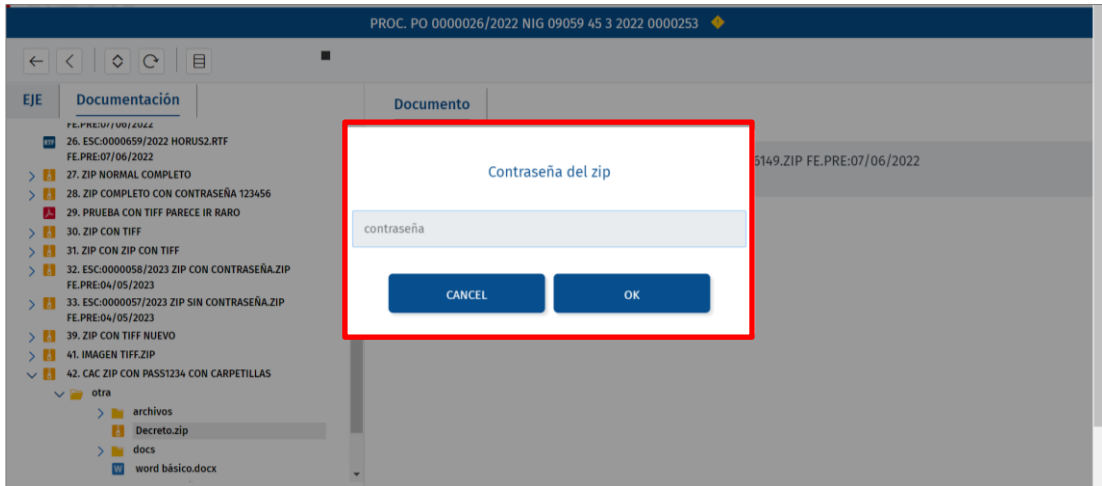 PROC. PO 0000026/2022 NIG 09059 45 3 2022 0000253
EJE
Documentación
Documento
FE.PRE:07/06/2022
26. ESC:0000659/2022 HORUS2.RTF
FE.PRE:07/06/2022
27. ZIP NORMAL COMPLETO
28. ZIP COMPLETO CON CONTRASEÑA 123456
29. PRUEBA CON TIFF PARECE IR RARO
30. ZIP CON TIFF
31. ZIP CON ZIP CON TIFF
32. ESC:0000058/2023 ZIP CON CONTRASEÑA.ZIP
FE.PRE:04/05/2023
33. ESC:0000057/2023 ZIP SIN CONTRASEÑA.ZIP
FE.PRE:04/05/2023
39. ZIP CON TIFF NUEVO
41. IMAGEN TIFF.ZIP
42. CAC ZIP CON PASS1234 CON CARPETILLAS
otra
archivos
Decreto.zip
docs
word básico.docx
6149.ZIP FE.PRE:07/06/2022
Contraseña del zip
contraseña
CANCEL
OK